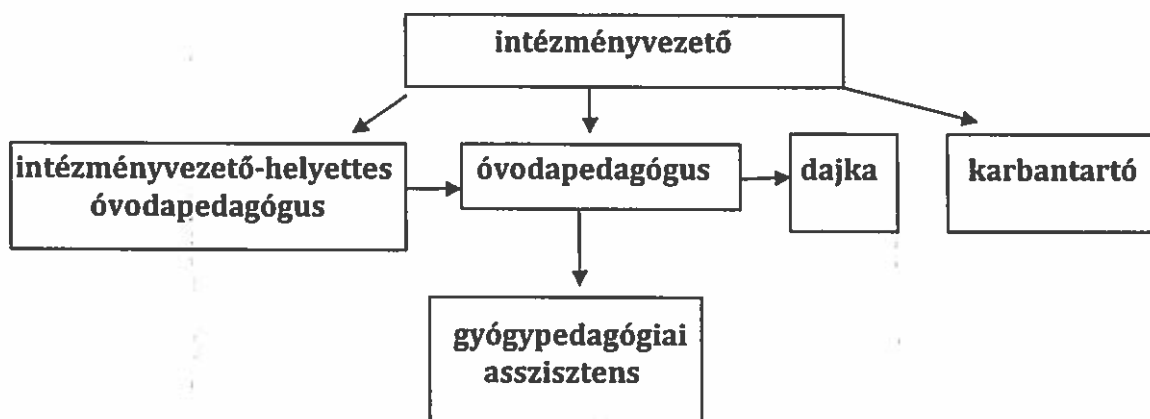 intézményvezető
intézményvezető-helyettes
óvodapedagógus
óvodapedagógus
dajka
karbantartó
gyógypedagógiai
asszisztens